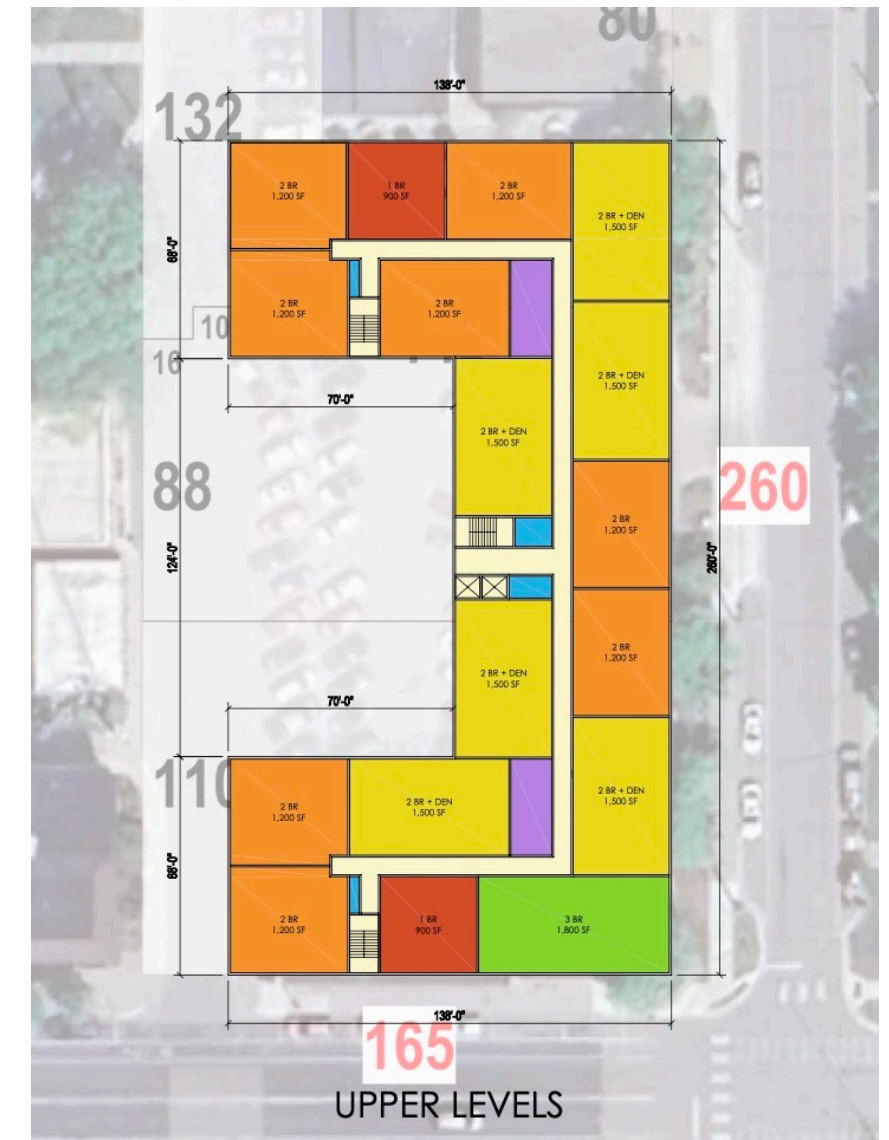 80
138'-0"
132
2 BR
1,200 SF
1 BR
900 SF
2 BR
1,200 SF
2 BR + DEN
1,500 SF
68'-0"
2 BR
1,200 SF
2 BR
1,200 SF
10
16
2 BR + DEN
1,500 SF
70'-0"
2 BR + DEN
1,500 SF
88
260
2 BR
1,200 SF
124'-0"
260'-0"
2 BR
1,200 SF
2 BR + DEN
1,500 SF
70'-0"
110
2 BR
1,200 SF
2 BR + DEN
1,500 SF
2 BR + DEN
1,500 SF
68'-0"
2 BR
1,200 SF
1 BR
900 SF
3 BR
1,800 SF
138'-0"
165
UPPER LEVELS